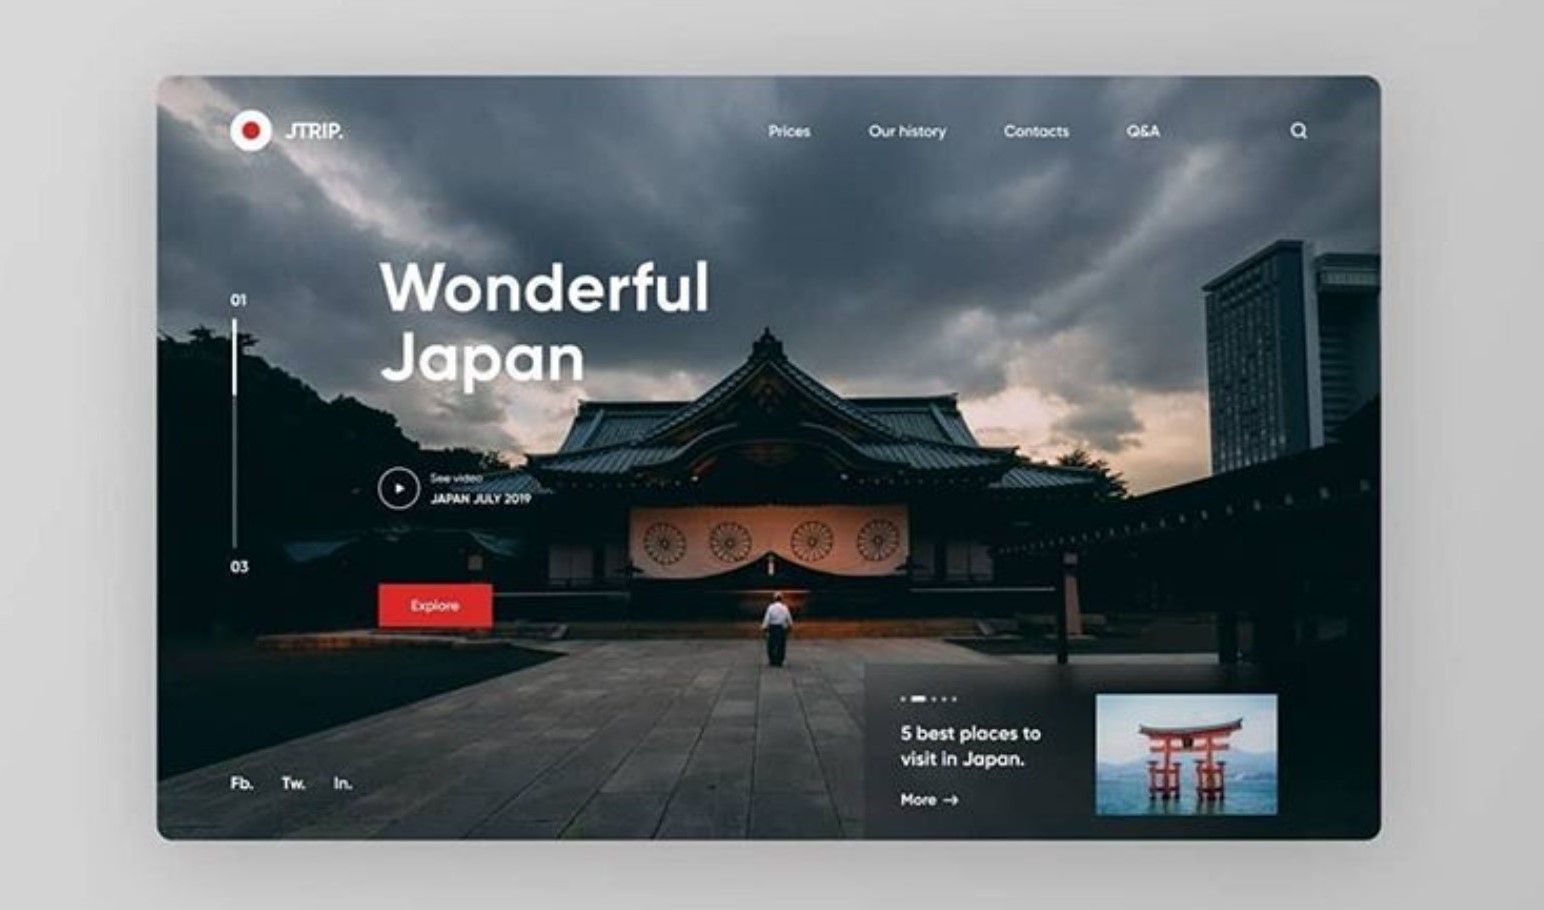 JTRIP.
Prices
Our history
Contacts
Q&A
01
Wonderful
Japan
See video
JAPAN JULY 2019
03
Explore
5 best places to
visit in Japan.
More →
Fb.
Tw.
In.